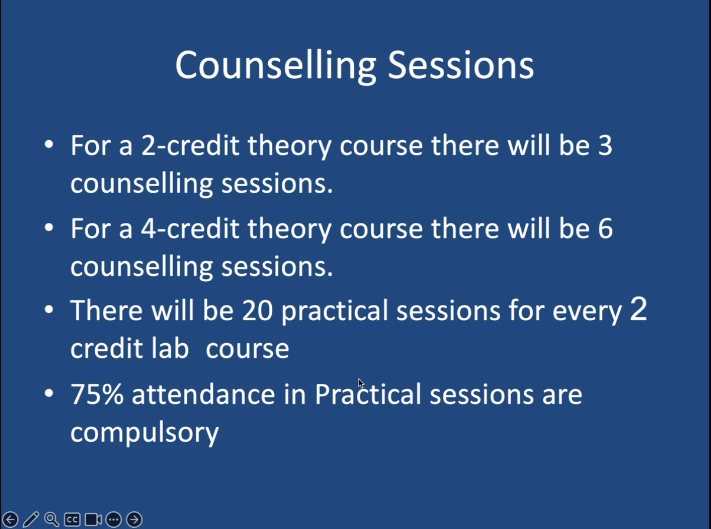 Counselling Sessions
• For a 2-credit theory course there will be 3
counselling sessions.
• For a 4-credit theory course there will be 6
counselling sessions.
• There will be 20 practical sessions for every 2
credit lab  course
• 75% attendance in Practical sessions are
compulsory
CC